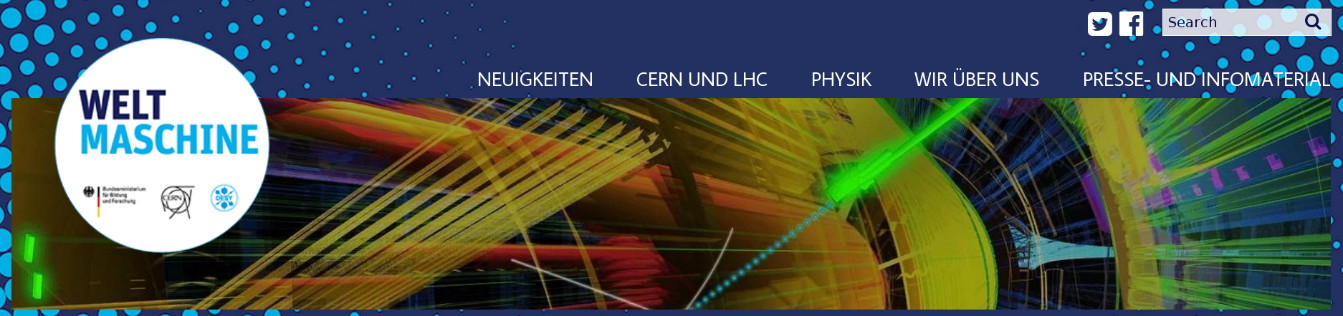 Search
NEUIGKEITEN
CERN UND LHC
PHYSIK
WIR ÜBER UNS
PRESSE- UND INFOMATERIAL
WELT
MASCHINE
Bundesministerium
für Bildung
und Forschung
CERN
DESY